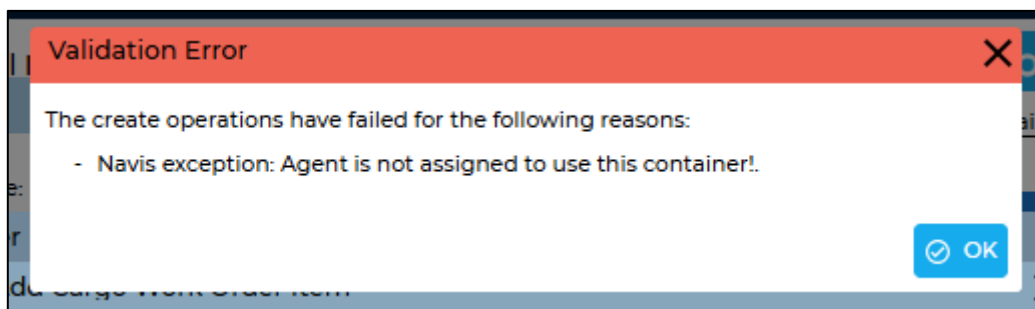 Validation Error
The create operations have failed for the following reasons:
- Navis exception: Agent is not assigned to use this container!.
OK